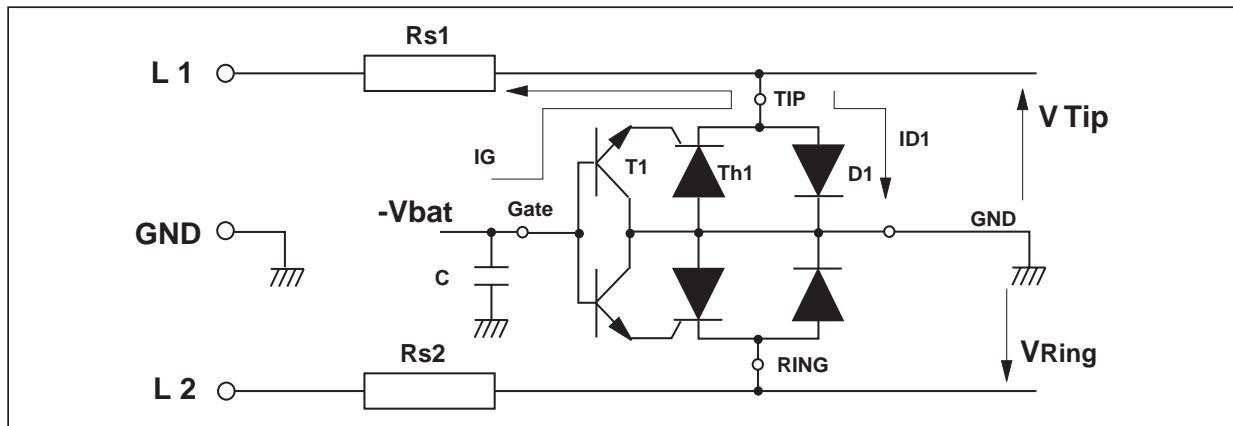 Rs1
L 1
TIP
V Tip
IG
ID1
T1
Th1
D1
-Vbat
Gate
GND
GND
C
Rs2
RING
VRing
L 2